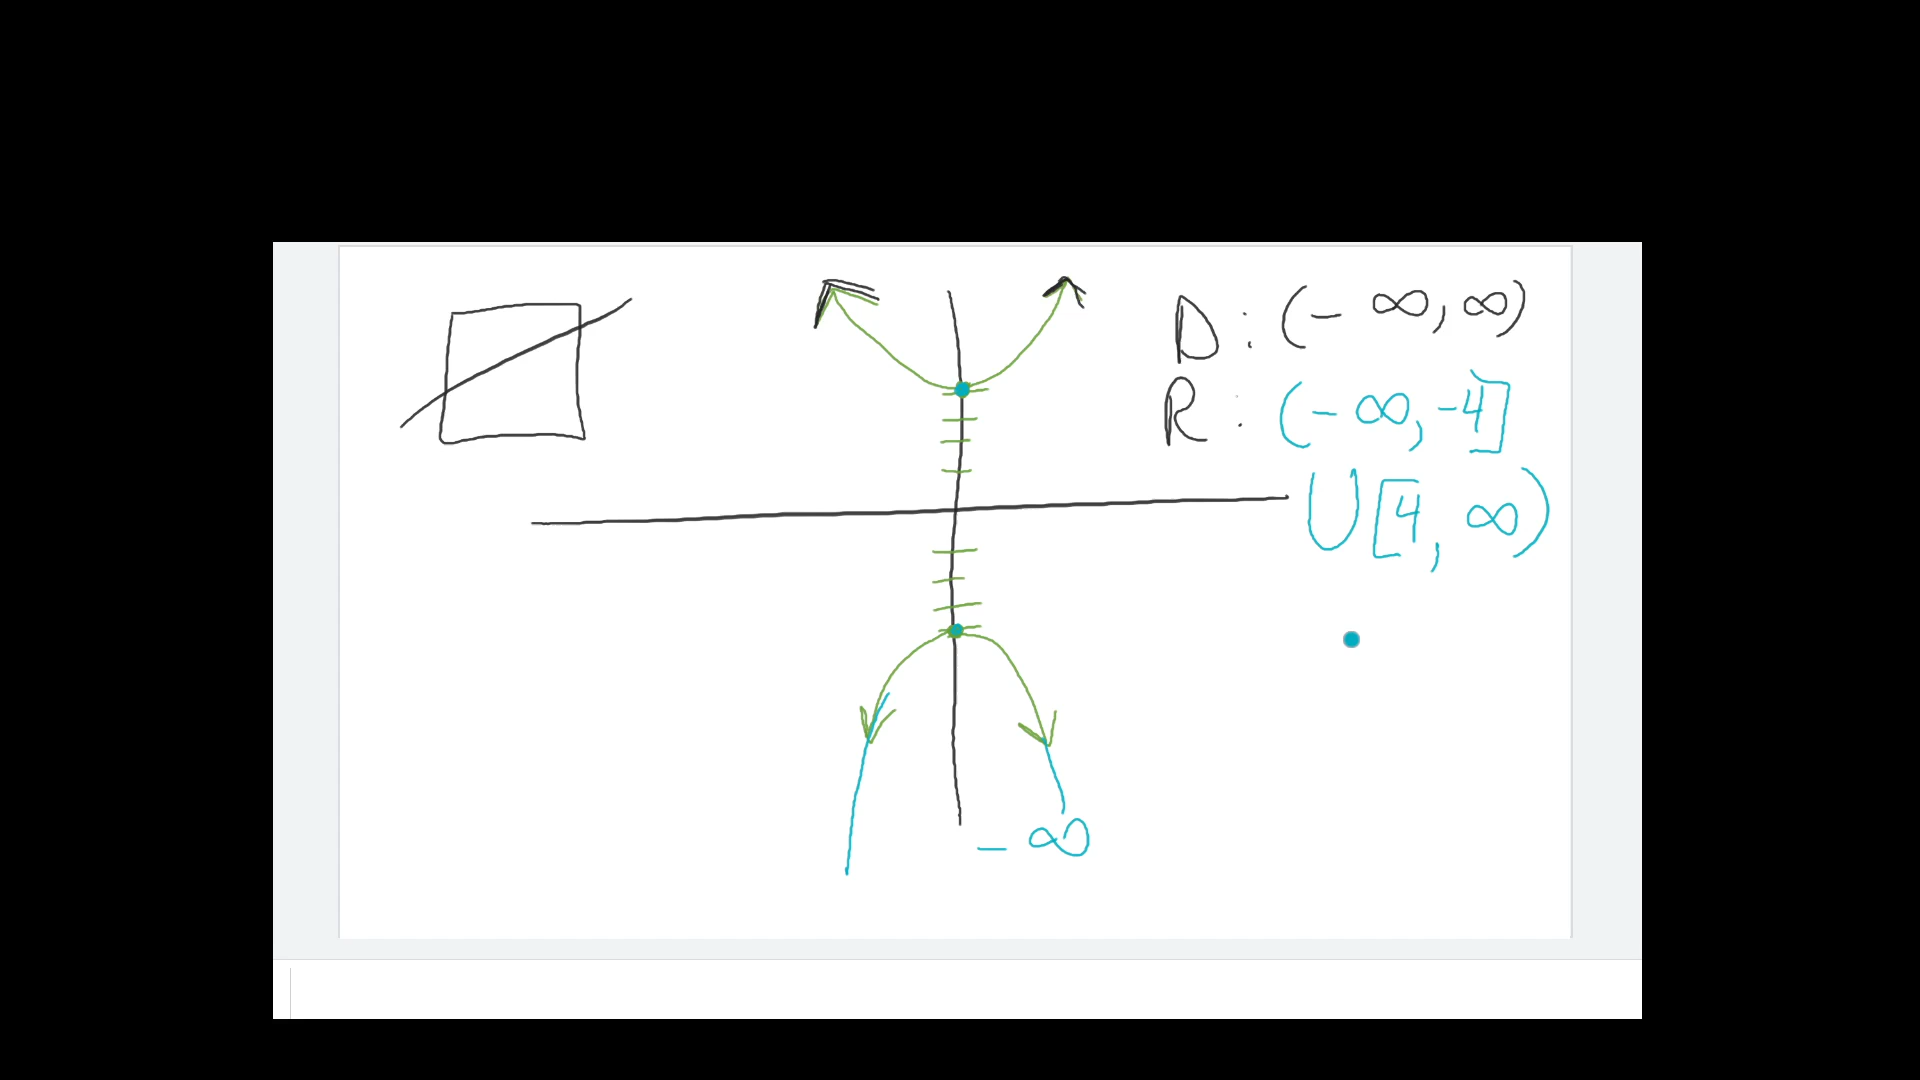 D : (- ∞, ∞)
R : (- ∞, -4]
U [4, ∞)
- ∞